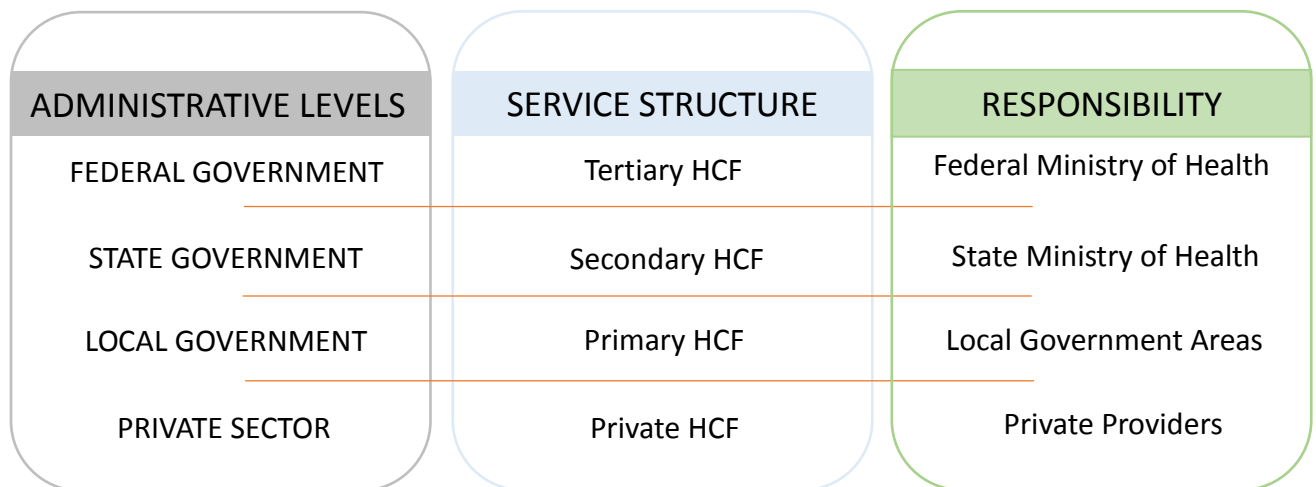 ADMINISTRATIVE LEVELS
SERVICE STRUCTURE
RESPONSIBILITY
FEDERAL GOVERNMENT
Tertiary HCF
Federal Ministry of Health
STATE GOVERNMENT
Secondary HCF
State Ministry of Health
LOCAL GOVERNMENT
Primary HCF
Local Government Areas
PRIVATE SECTOR
Private HCF
Private Providers